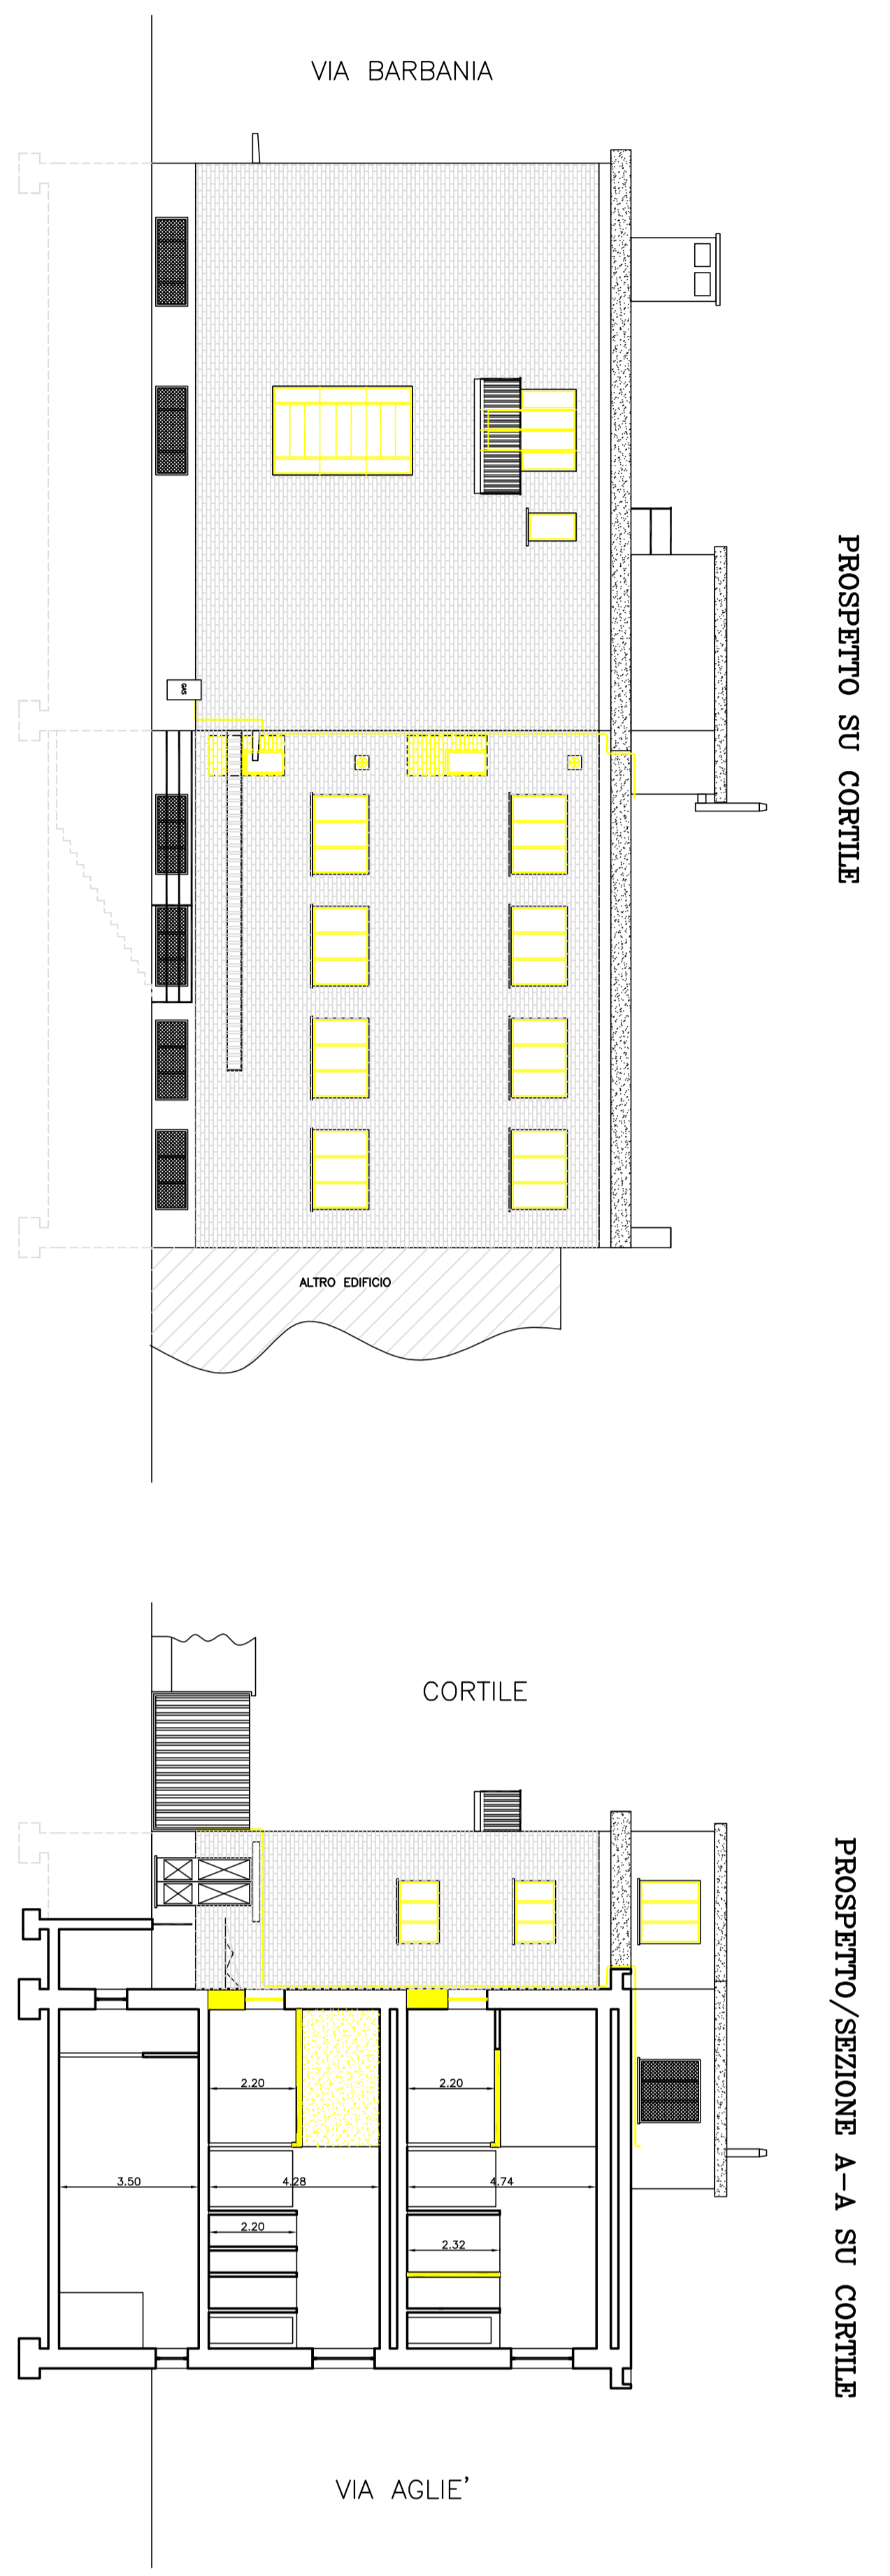 VIA BARBANIA
PROSPETTO SU CORTILE
GAS
ALTRO EDIFICIO
CORTILE
PROSPETTO/SEZIONE A-A SU CORTILE
2.20
2.20
3.50
4.28
4.74
2.20
2.32
VIA AGLIE'